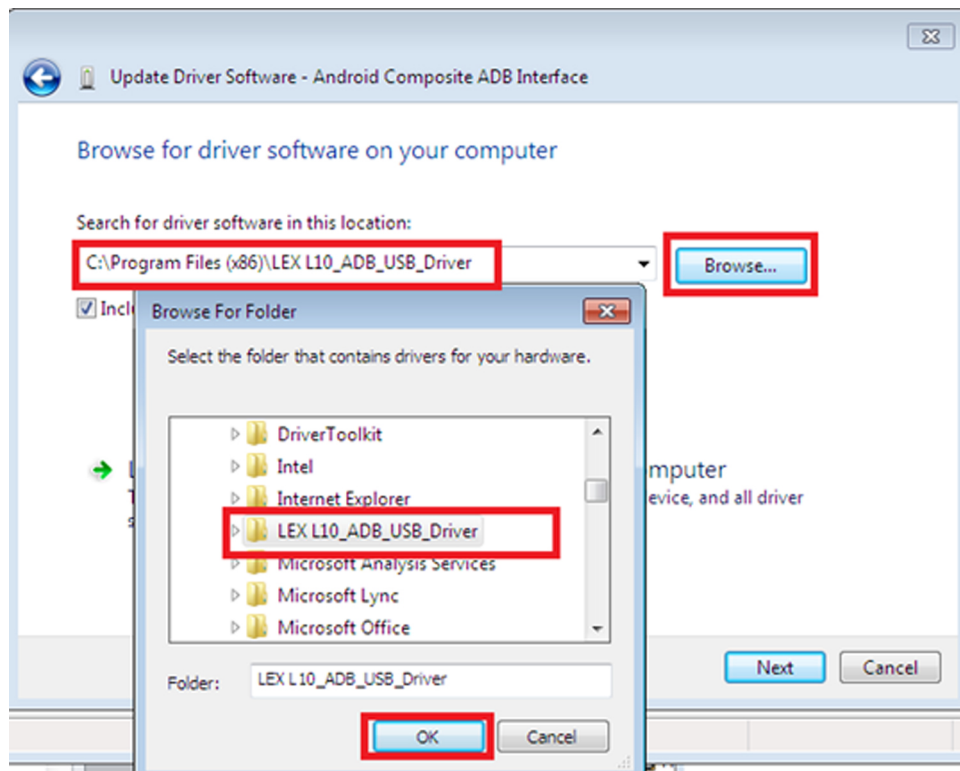 Update Driver Software - Android Composite ADB Interface
Browse for driver software on your computer
Search for driver software in this location:
C:\Program Files (x86)\LEX L10_ADB_USB_Driver
Browse...
Browse For Folder
Select the folder that contains drivers for your hardware.
DriverToolkit
Intel
Internet Explorer
LEX L10_ADB_USB_Driver
Microsoft Analysis Services
Microsoft Lync
Microsoft Office
evice, and all driver
Folder:
LEX L10_ADB_USB_Driver
OK
Cancel
Next
Cancel